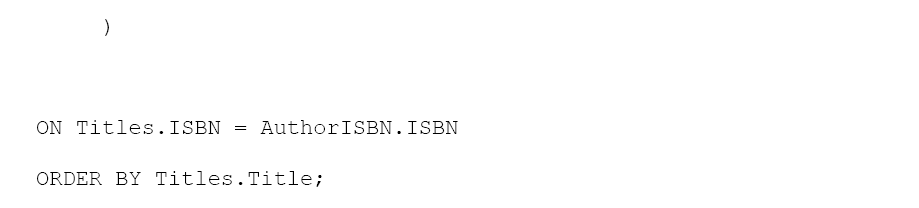 )
ON Titles.ISBN = AuthorISBN.ISBN
ORDER BY Titles.Title;